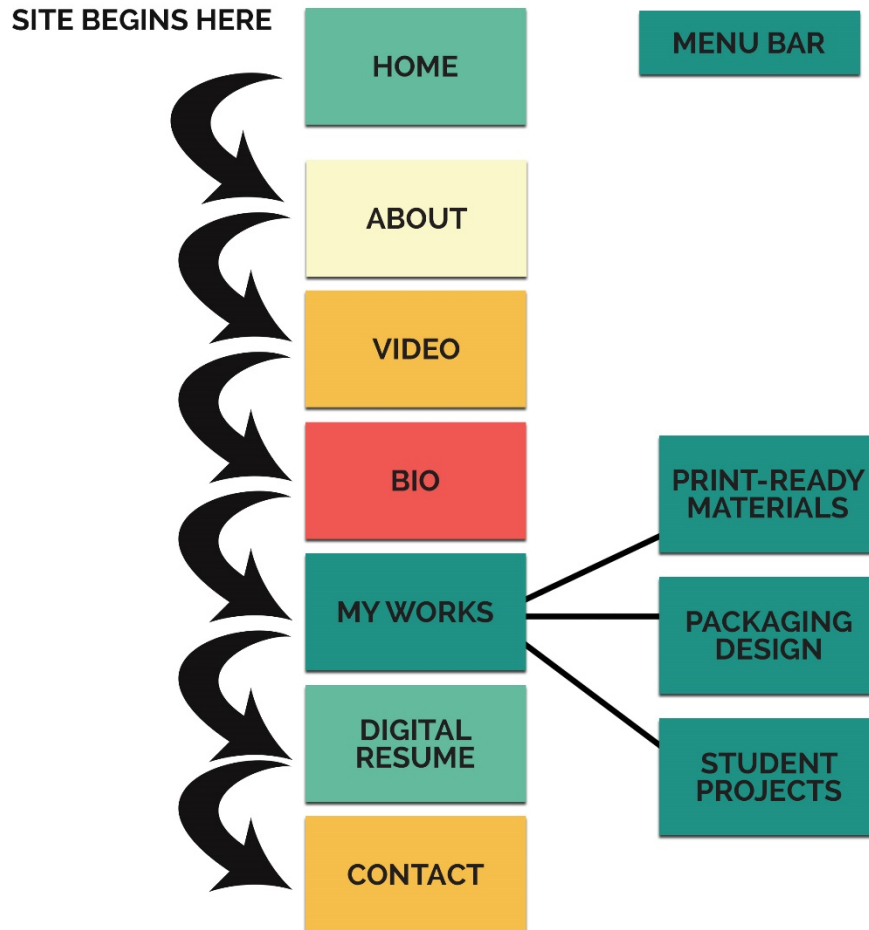 SITE BEGINS HERE
HOME
MENU BAR
ABOUT
VIDEO
BIO
PRINT-READY
MATERIALS
MY WORKS
PACKAGING
DESIGN
DIGITAL
RESUME
STUDENT
PROJECTS
CONTACT